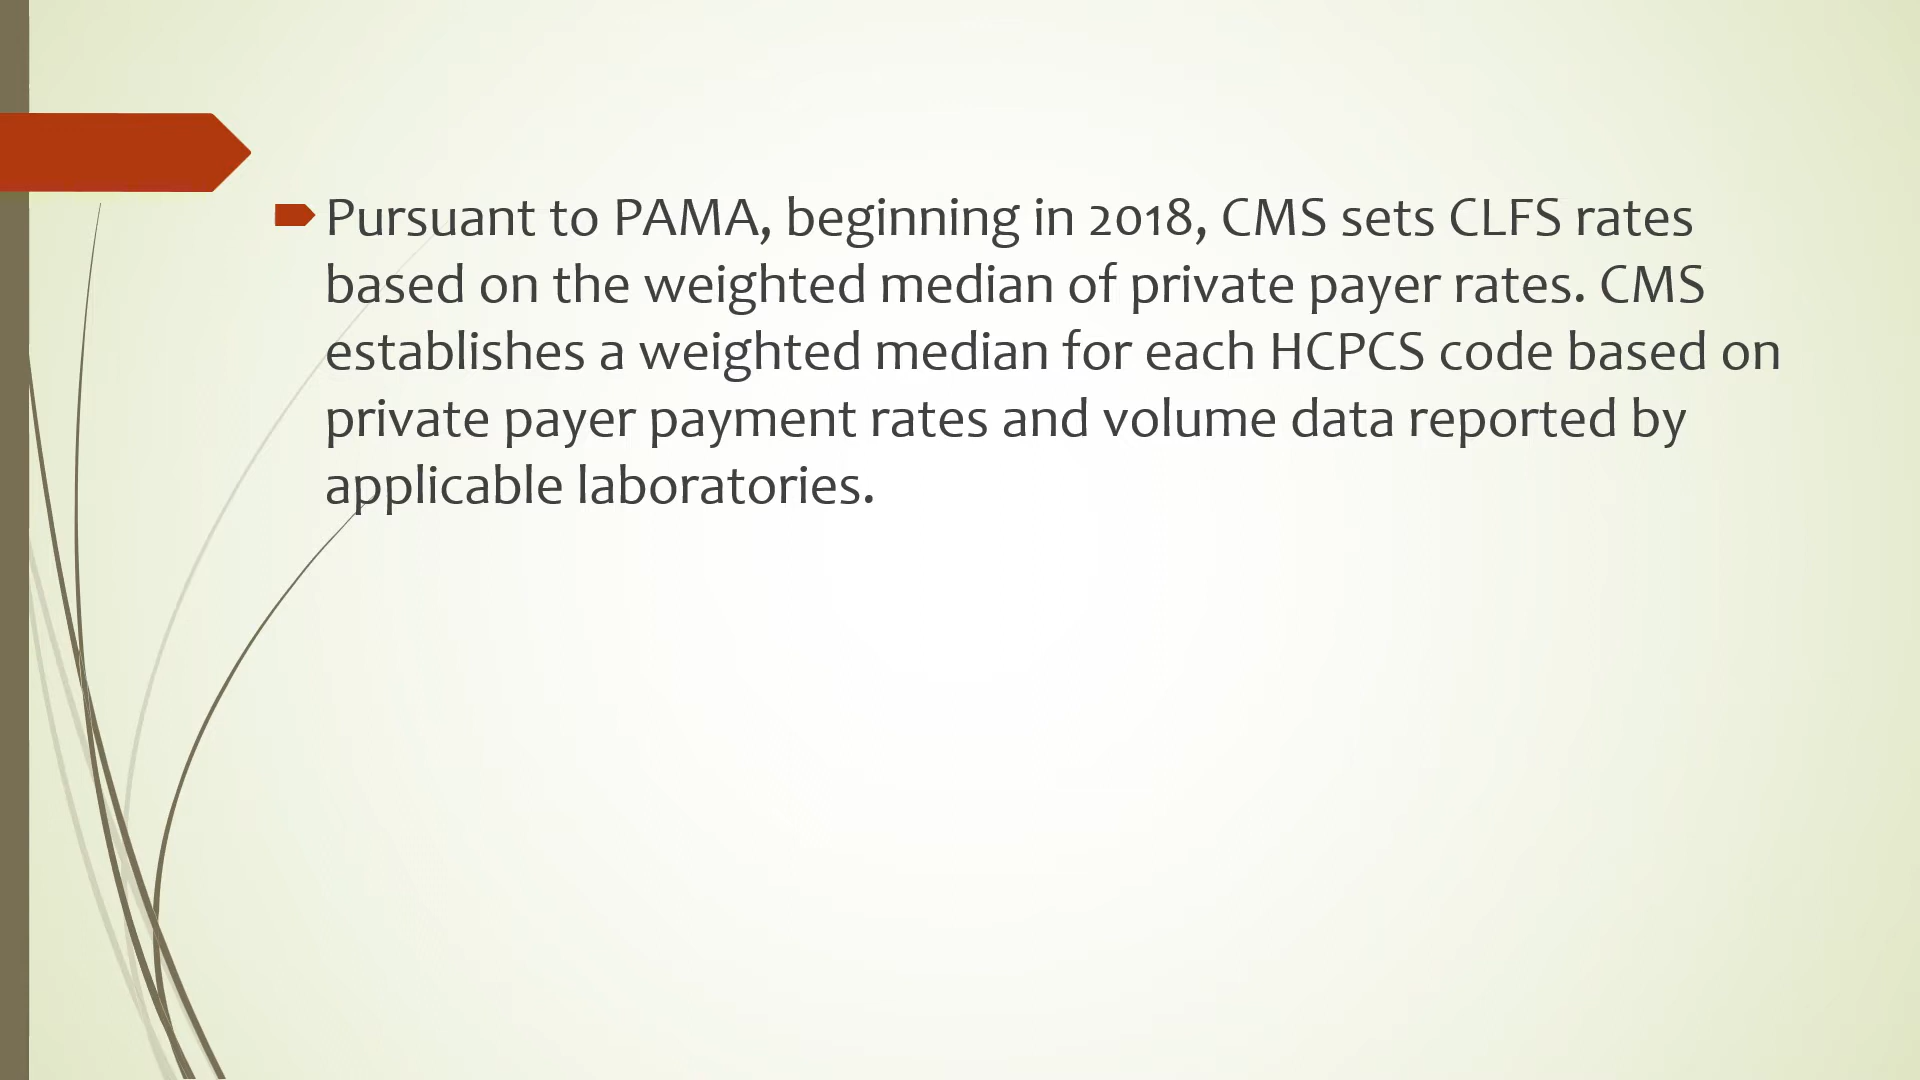 Pursuant to PAMA, beginning in 2018, CMS sets CLFS rates
based on the weighted median of private payer rates. CMS
establishes a weighted median for each HCPCS code based on
private payer payment rates and volume data reported by
applicable laboratories.